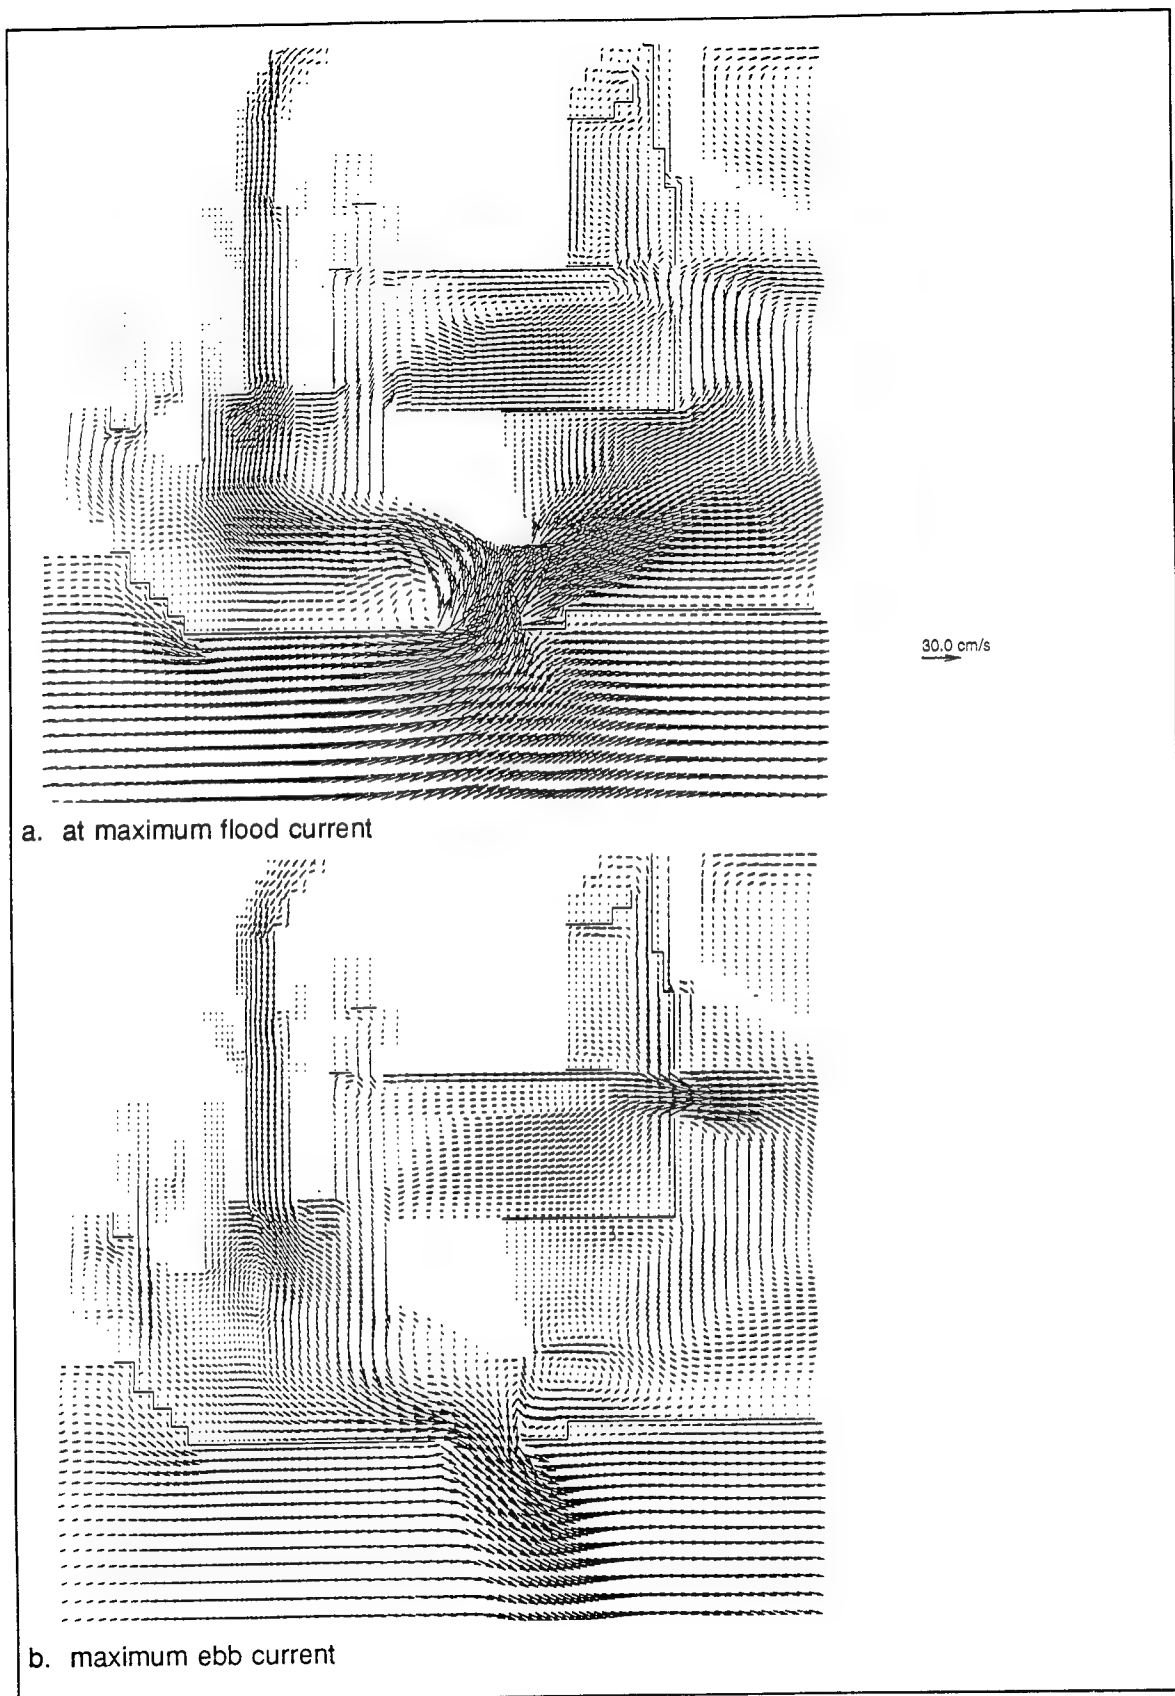 30.0 cm/s
a. at maximum flood current
b. maximum ebb current